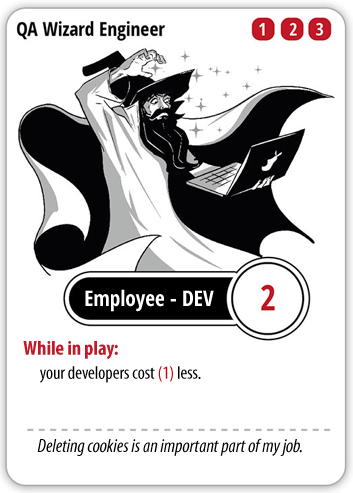 QA Wizard Engineer 1 2 3
Employee - DEV 2
While in play:
your developers cost (1) less.
Deleting cookies is an important part of my job.